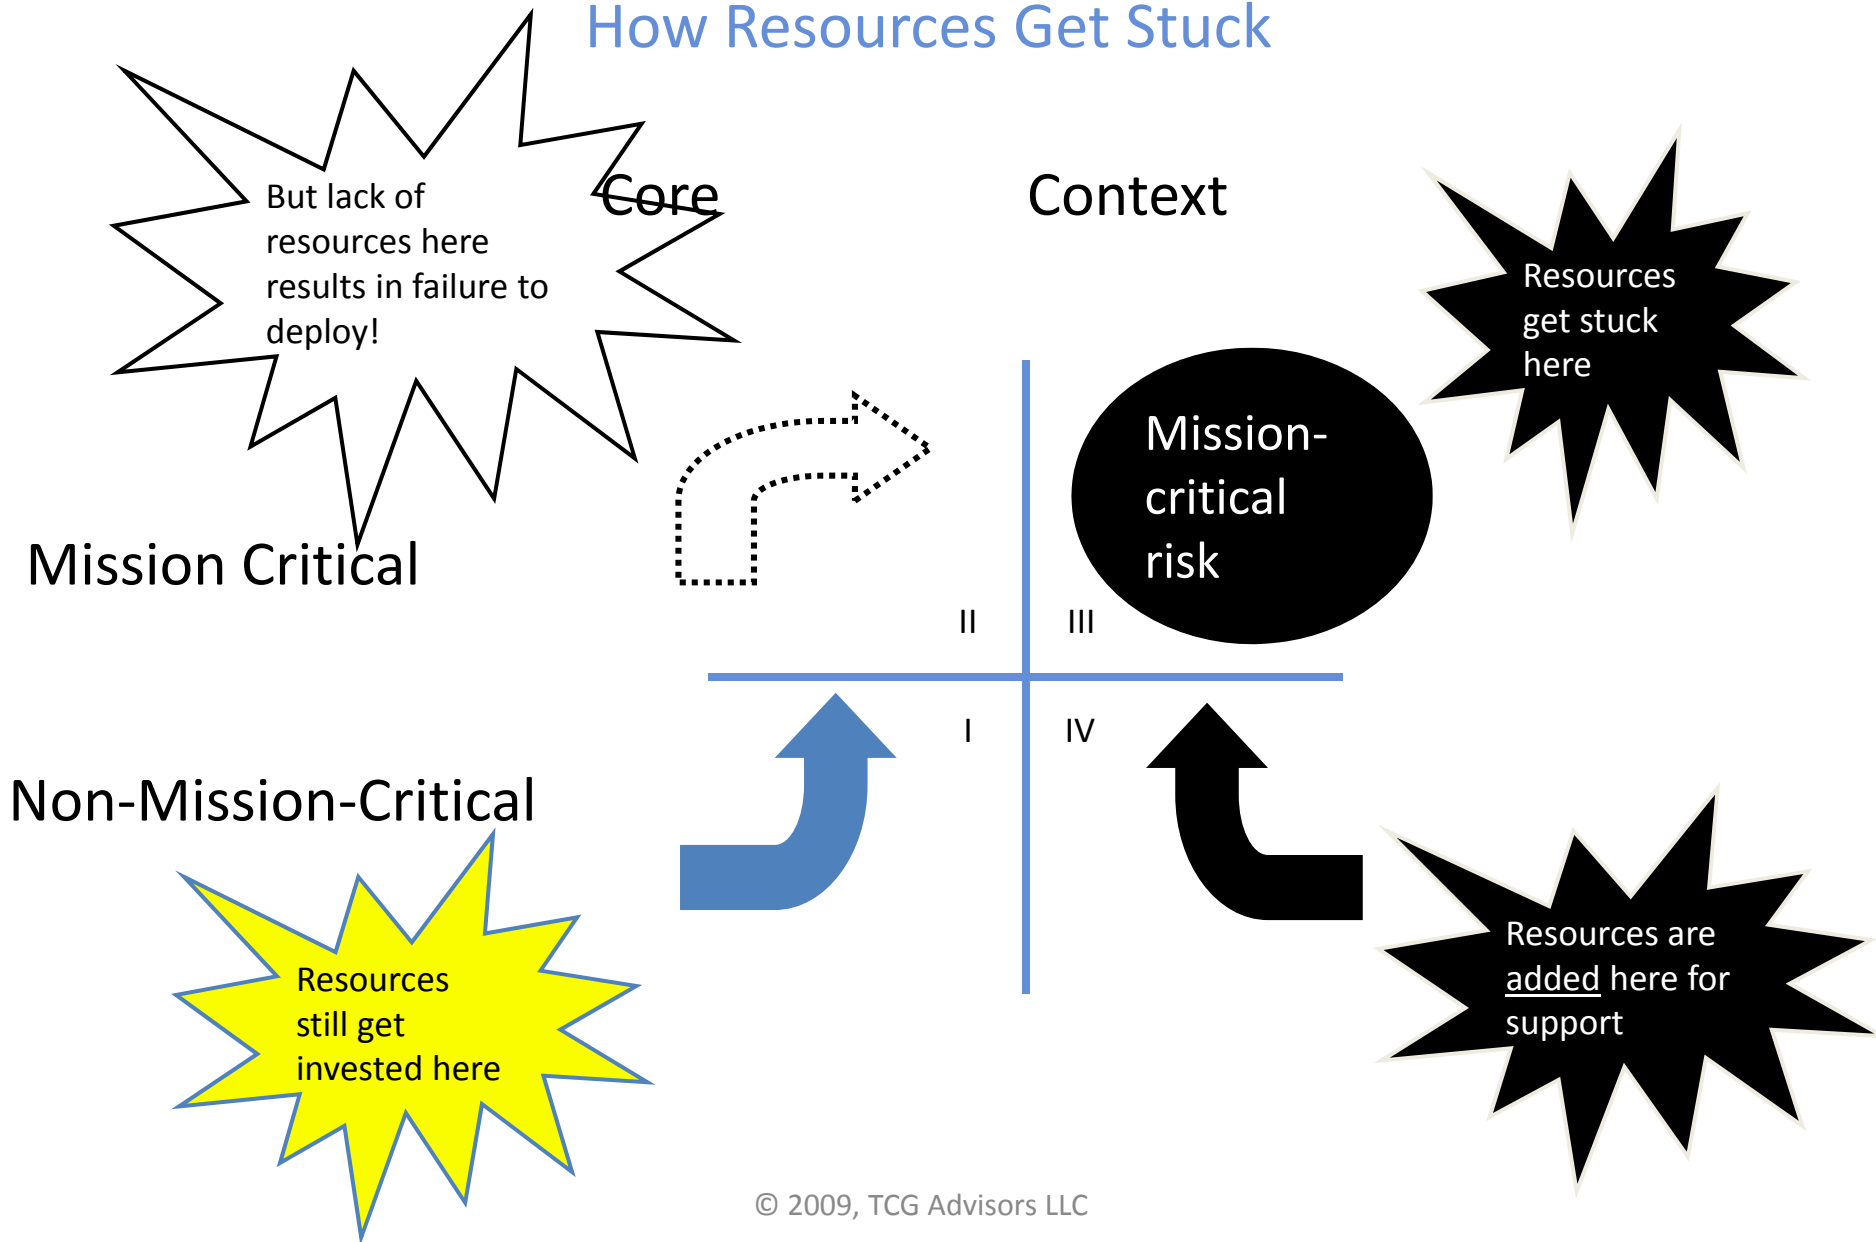 How Resources Get Stuck
But lack of
resources here
results in failure to
deploy!
Core
Context
Resources
get stuck
here
Mission-
critical
risk
Mission Critical
II
III
I
IV
Non-Mission-Critical
Resources
still get
invested here
Resources are
added here for
support
© 2009, TCG Advisors LLC